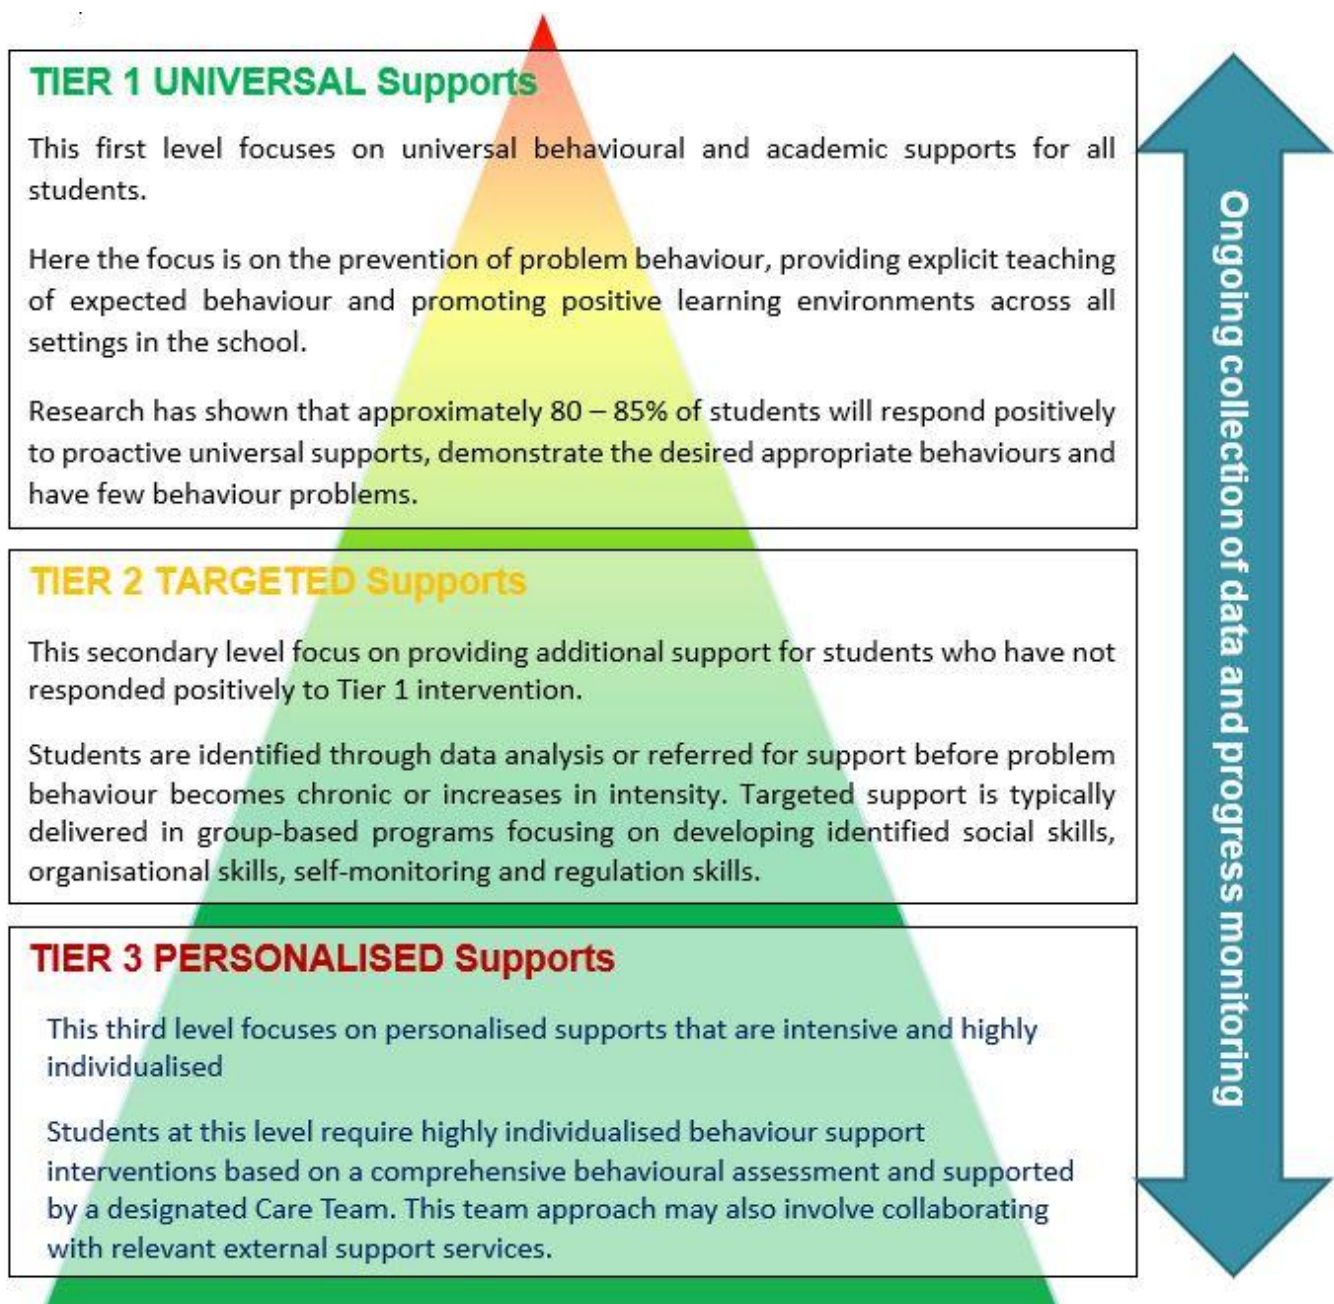 TIER 1 UNIVERSAL Supports
This first level focuses on universal behavioural and academic supports for all
students.
Here the focus is on the prevention of problem behaviour, providing explicit teaching
of expected behaviour and promoting positive learning environments across all
settings in the school.
Research has shown that approximately 80 – 85% of students will respond positively
to proactive universal supports, demonstrate the desired appropriate behaviours and
have few behaviour problems.
TIER 2 TARGETED Supports
This secondary level focus on providing additional support for students who have not
responded positively to Tier 1 intervention.
Students are identified through data analysis or referred for support before problem
behaviour becomes chronic or increases in intensity. Targeted support is typically
delivered in group-based programs focusing on developing identified social skills,
organisational skills, self-monitoring and regulation skills.
TIER 3 PERSONALISED Supports
This third level focuses on personalised supports that are intensive and highly
individualised
Students at this level require highly individualised behaviour support
interventions based on a comprehensive behavioural assessment and supported
by a designated Care Team. This team approach may also involve collaborating
with relevant external support services.
Ongoing collection of data and progress monitoring